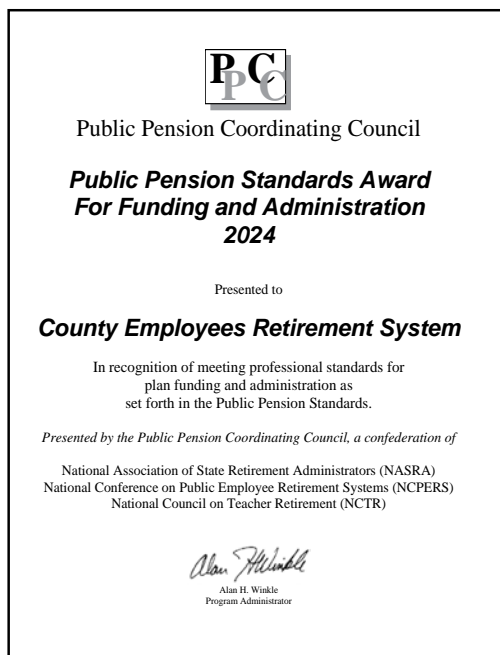 PPCC
Public Pension Coordinating Council
Public Pension Standards Award
For Funding and Administration
2024
Presented to
County Employees Retirement System
In recognition of meeting professional standards for
plan funding and administration as
set forth in the Public Pension Standards.
Presented by the Public Pension Coordinating Council, a confederation of
National Association of State Retirement Administrators (NASRA)
National Conference on Public Employee Retirement Systems (NCPERS)
National Council on Teacher Retirement (NCTR)
Alan H Winkle
Alan H. Winkle
Program Administrator